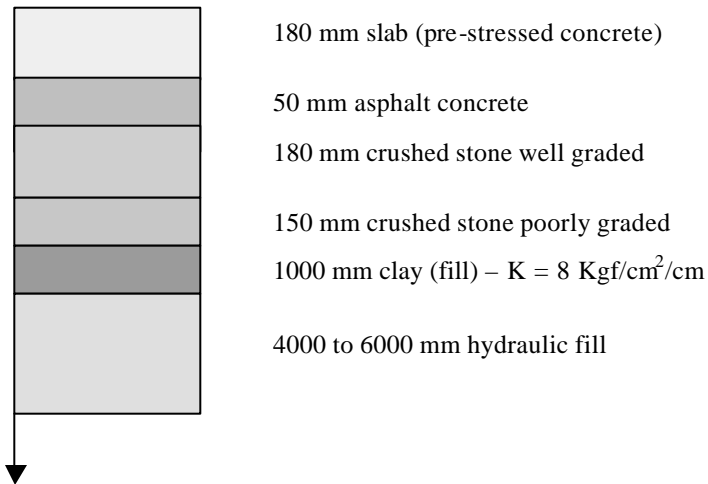 180 mm slab (pre-stressed concrete)
50 mm asphalt concrete
180 mm crushed stone well graded
150 mm crushed stone poorly graded
1000 mm clay (fill) – K = 8 Kgf/cm²/cm
4000 to 6000 mm hydraulic fill